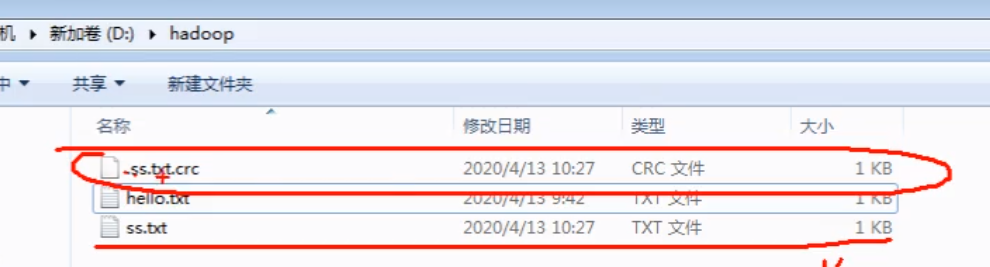 机 ▸ 新加卷 (D:) ▸ hadoop
中 ▾ 共享 ▾ 新建文件夹
名称 修改日期 类型 大小
.ss.txt.crc 2020/4/13 10:27 CRC 文件 1 KB
hello.txt 2020/4/13 9:42 TXT 文件 1 KB
ss.txt 2020/4/13 10:27 TXT 文件 1 KB